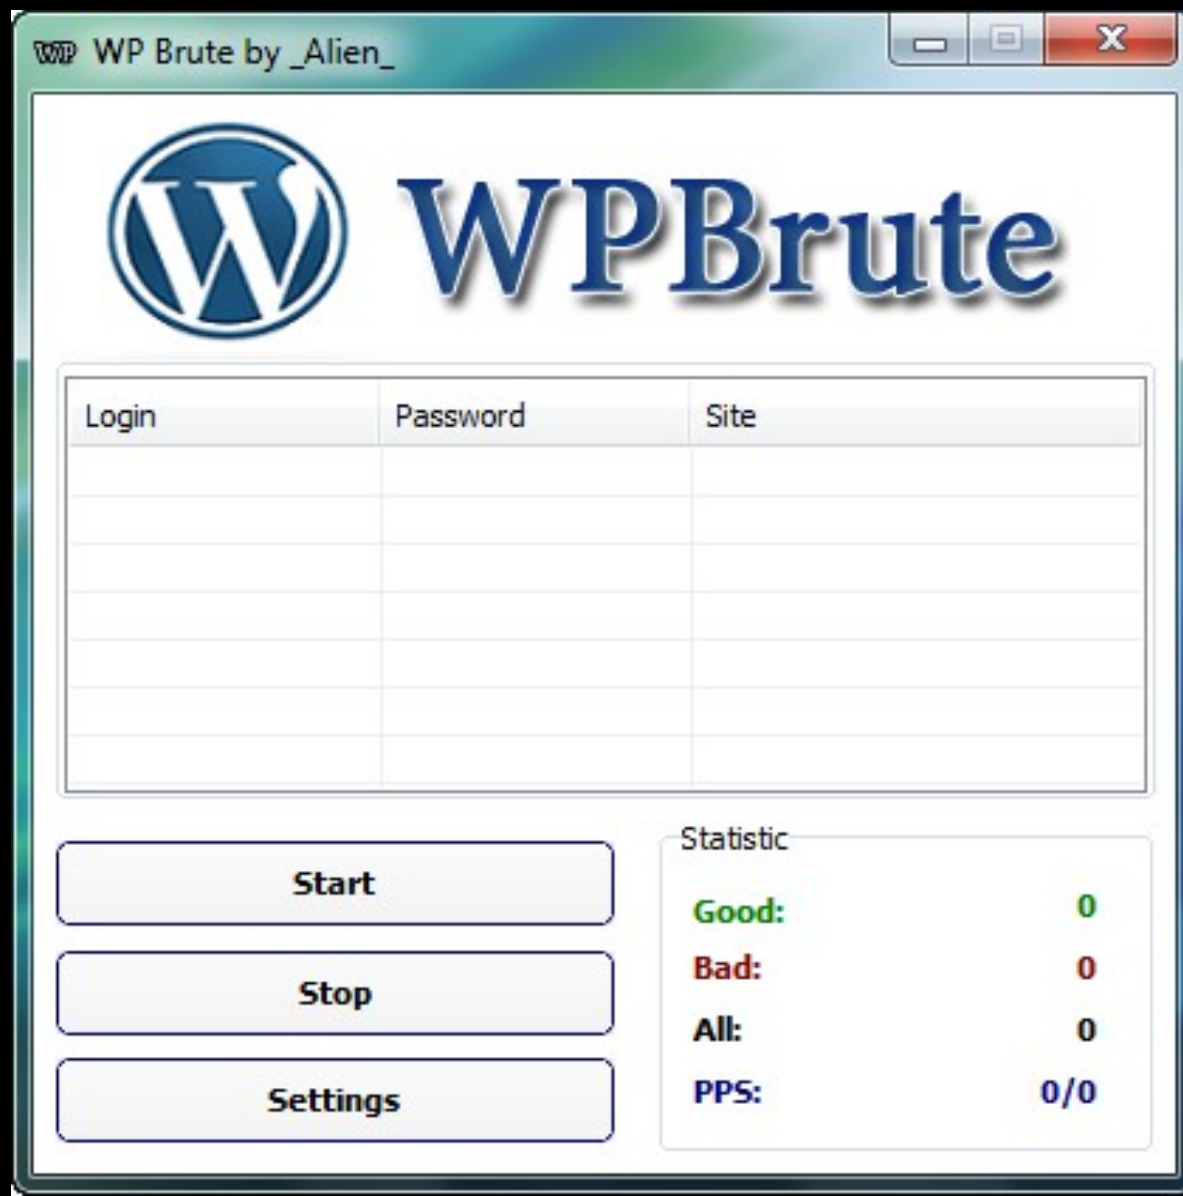 WP WP Brute by _Alien_
W WPBrute
Login Password Site
Start
Stop
Settings
Statistic
Good: 0
Bad: 0
All: 0
PPS: 0/0